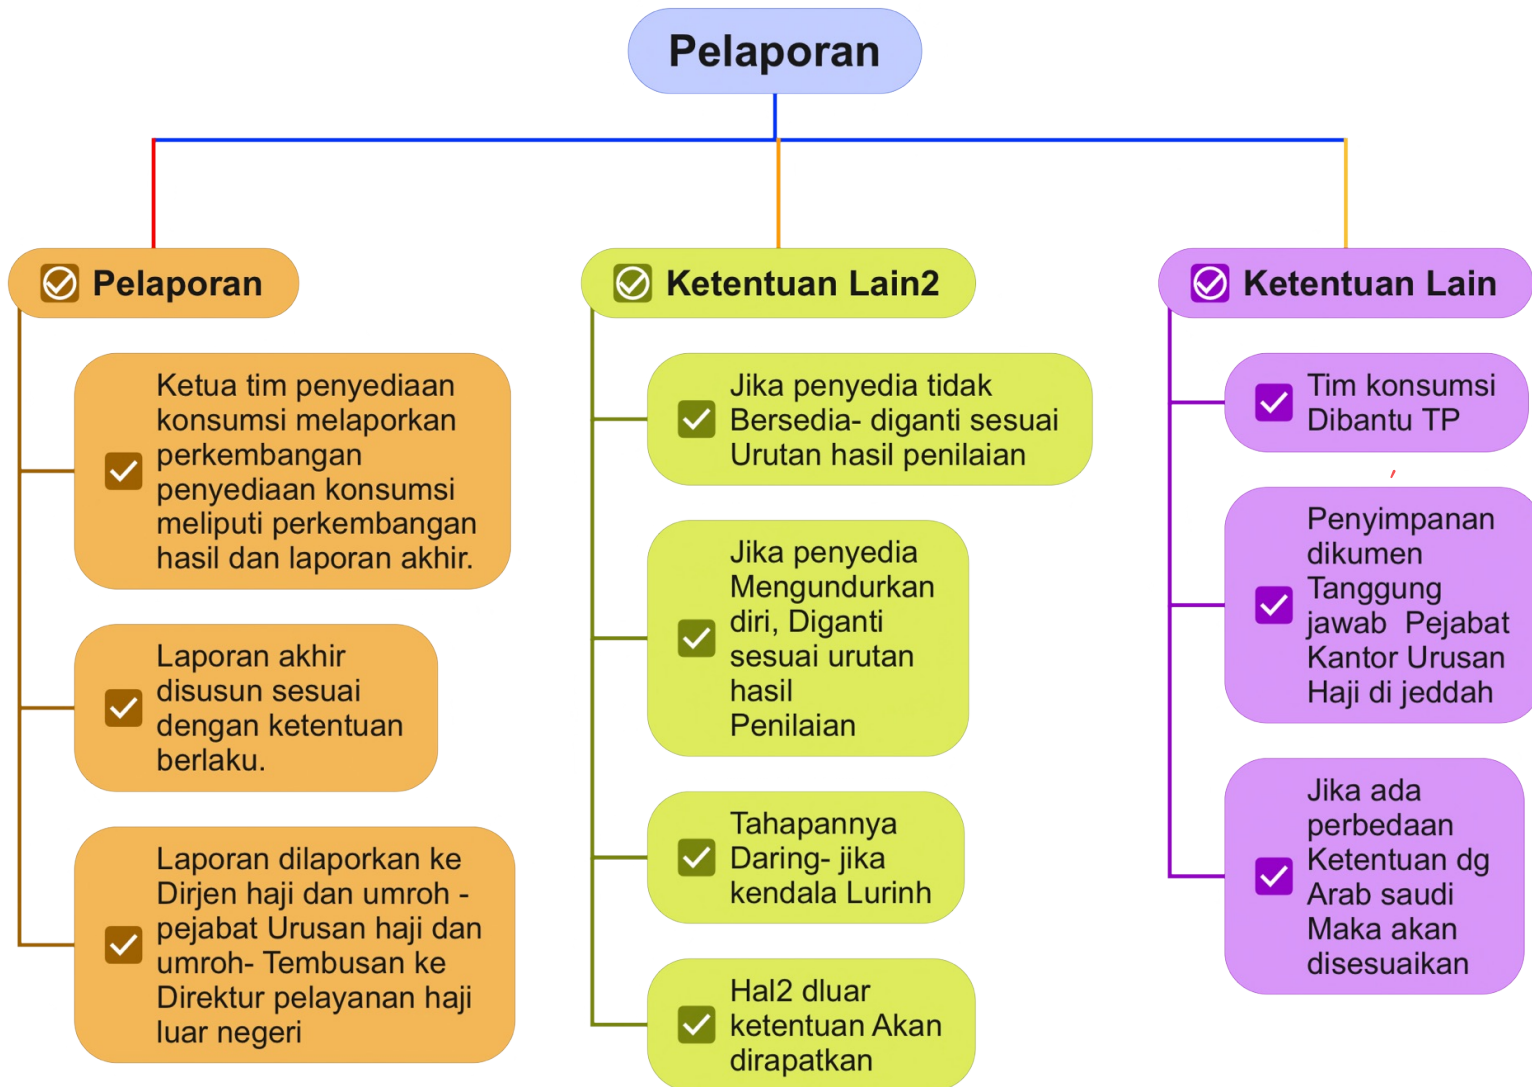 Pelaporan
Pelaporan
Ketua tim penyediaan
konsumsi melaporkan
perkembangan
penyediaan konsumsi
meliputi perkembangan
hasil dan laporan akhir.
Laporan akhir
disusun sesuai
dengan ketentuan
berlaku.
Laporan dilaporkan ke
Dirjen haji dan umroh -
pejabat Urusan haji dan
umroh- Tembusan ke
Direktur pelayanan haji
luar negeri
Ketentuan Lain2
Jika penyedia tidak
Bersedia- diganti sesuai
Urutan hasil penilaian
Jika penyedia
Mengundurkan
diri, Diganti
sesuai urutan
hasil
Penilaian
Tahapannya
Daring- jika
kendala Lurinh
Hal2 dluar
ketentuan Akan
dirapatkan
Ketentuan Lain
Tim konsumsi
Dibantu TP
Penyimpanan
dikumen
Tanggung
jawab  Pejabat
Kantor Urusan
Haji di jeddah
Jika ada
perbedaan
Ketentuan dg
Arab saudi
Maka akan
disesuaikan